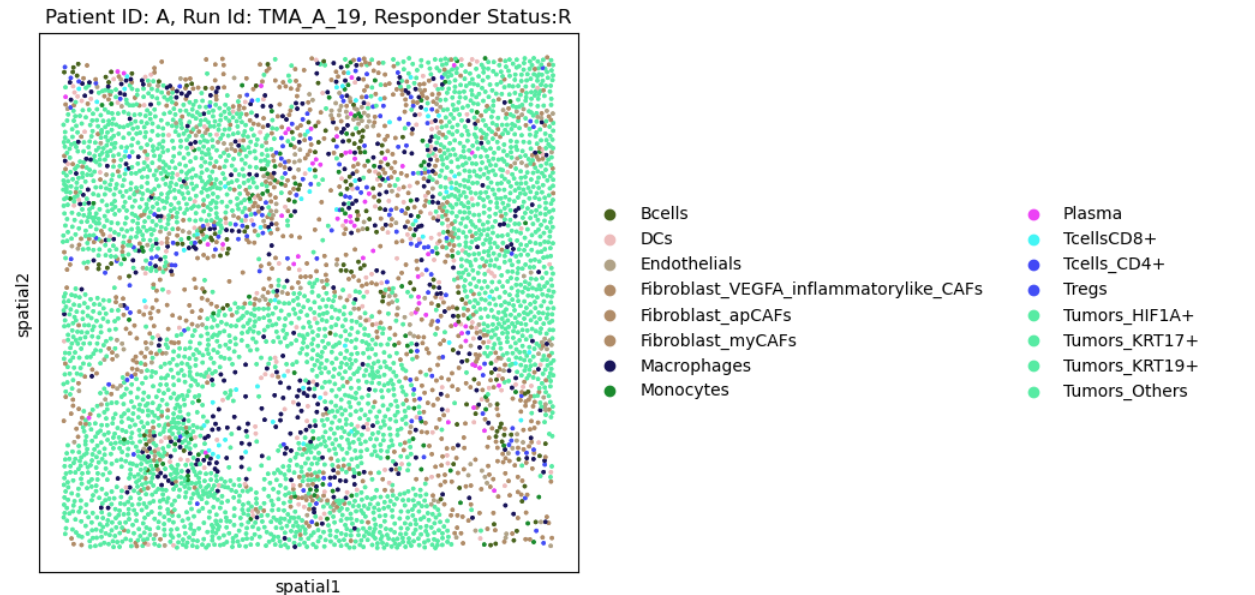 Patient ID: A, Run Id: TMA_A_19, Responder Status:R
spatial2
spatial1
Bcells
DCs
Endothelials
Fibroblast_VEGFA_inflammatorylike_CAFs
Fibroblast_apCAFs
Fibroblast_myCAFs
Macrophages
Monocytes
Plasma
TcellsCD8+
Tcells_CD4+
Tregs
Tumors_HIF1A+
Tumors_KRT17+
Tumors_KRT19+
Tumors_Others